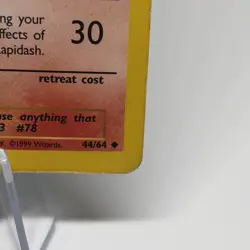 ng your
ffects of
apidash.
30
retreat cost
se anything that
3 #78
©1999 Wizards. 44/64 ◆